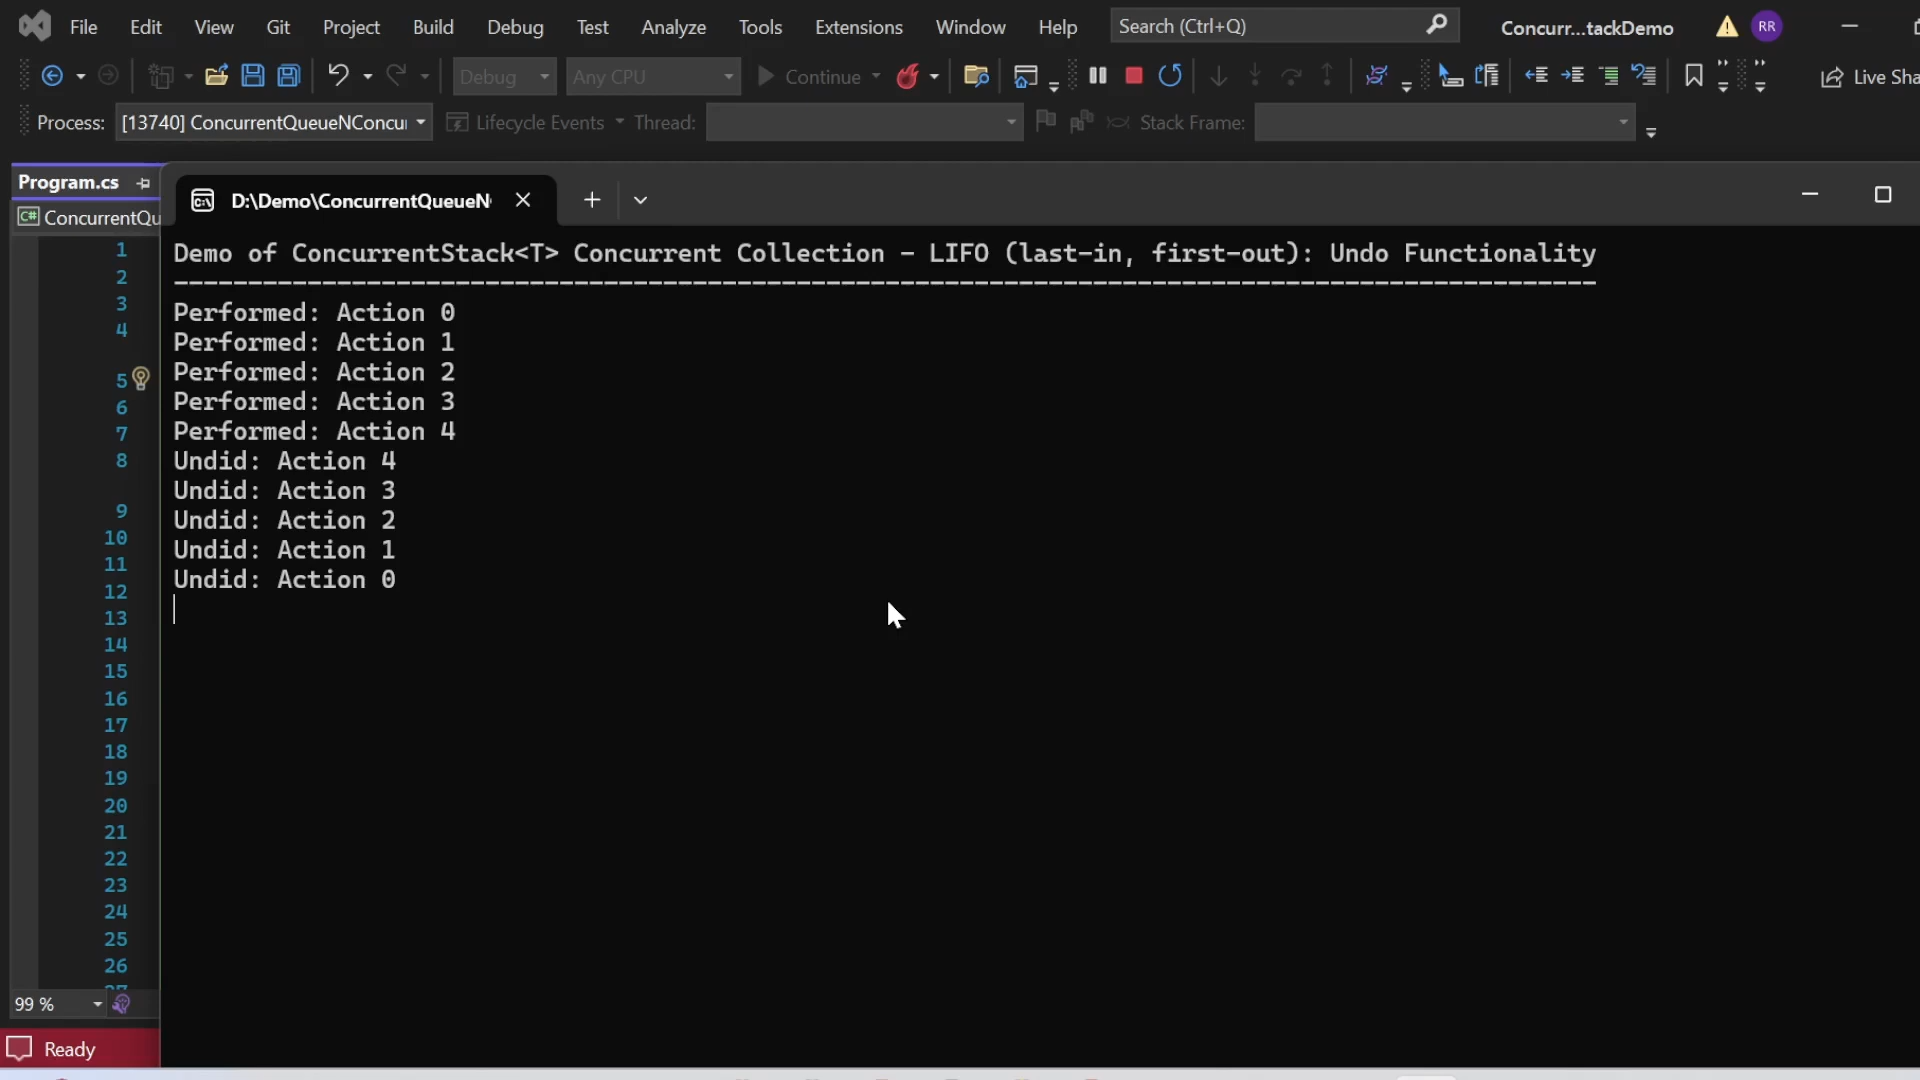 File Edit View Git Project Build Debug Test Analyze Tools Extensions Window Help Search (Ctrl+Q) Concurr...tackDemo RR
Debug Any CPU Continue Live Sha
Process: [13740] ConcurrentQueueNConcu Lifecycle Events Thread: Stack Frame:
Program.cs D:\Demo\ConcurrentQueueN
C# ConcurrentQu
1 Demo of ConcurrentStack<T> Concurrent Collection - LIFO (last-in, first-out): Undo Functionality
2 ------------------------------------------------------------------------------------------------
3 Performed: Action 0
4 Performed: Action 1
Performed: Action 2
5 Performed: Action 3
6 Performed: Action 4
7 Undid: Action 4
8 Undid: Action 3
9 Undid: Action 2
10 Undid: Action 1
11 Undid: Action 0
12
13
14
15
16
17
18
19
20
21
22
23
24
25
26
27
99 %
Ready